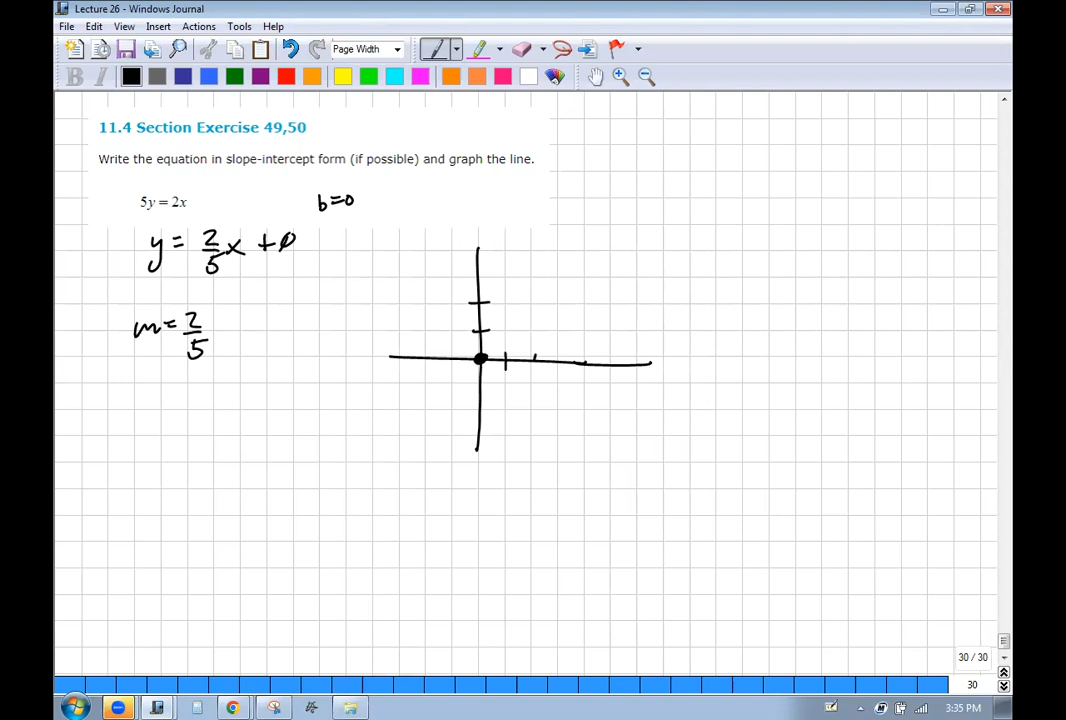 Lecture 26 - Windows Journal
File Edit View Insert Actions Tools Help
Page Width
B I
11.4 Section Exercise 49,50
Write the equation in slope-intercept form (if possible) and graph the line.
5y = 2x
b=0
y = 2/5 x + 0
m = 2/5
30 / 30
30
3:35 PM